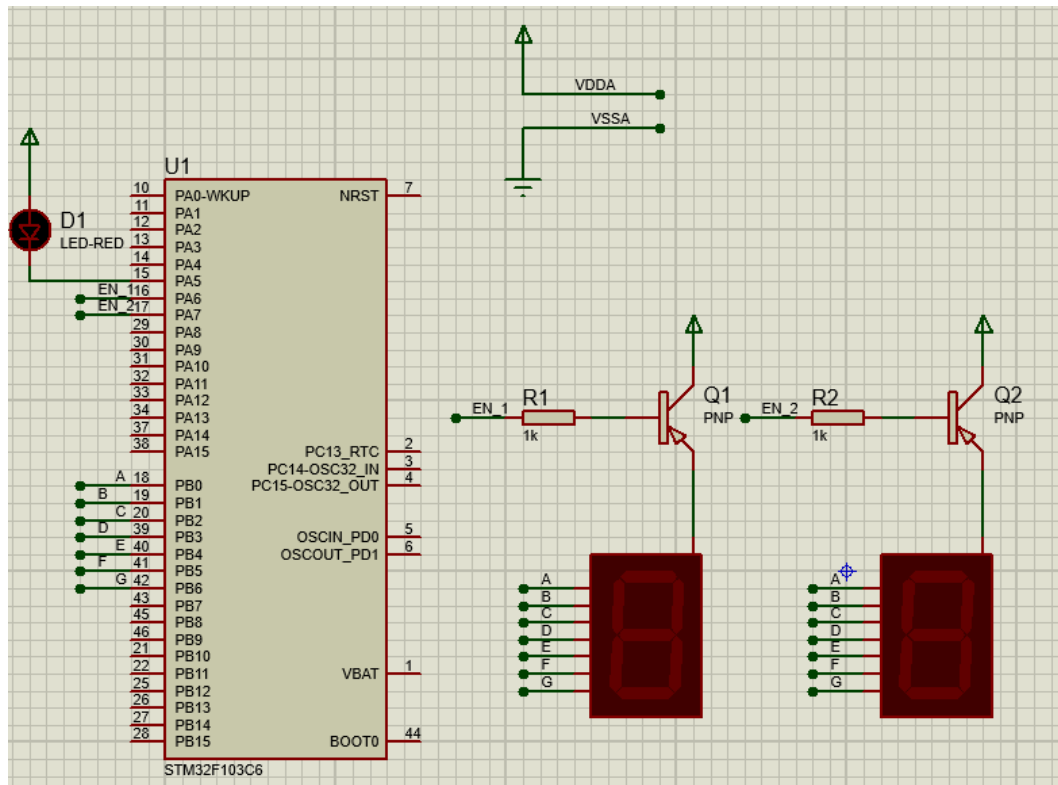 VDDA
VSSA
U1
D1
LED-RED
10 PA0-WKUP NRST 7
11 PA1
12 PA2
13 PA3
14 PA4
15 PA5
EN_1 16 PA6
EN_2 17 PA7
29 PA8
30 PA9
31 PA10
32 PA11
33 PA12
34 PA13
37 PA14
38 PA15
PC13_RTC 2
PC14-OSC32_IN 3
PC15-OSC32_OUT 4
A 18 PB0
B 19 PB1
C 20 PB2
D 39 PB3 OSCIN_PD0 5
E 40 PB4 OSCOUT_PD1 6
F 41 PB5
G 42 PB6
43 PB7
45 PB8
46 PB9
21 PB10
22 PB11 VBAT 1
25 PB12
26 PB13
27 PB14
28 PB15 BOOT0 44
STM32F103C6
EN_1
R1
1k
Q1
PNP
EN_2
R2
1k
Q2
PNP
A
B
C
D
E
F
G
A
B
C
D
E
F
G